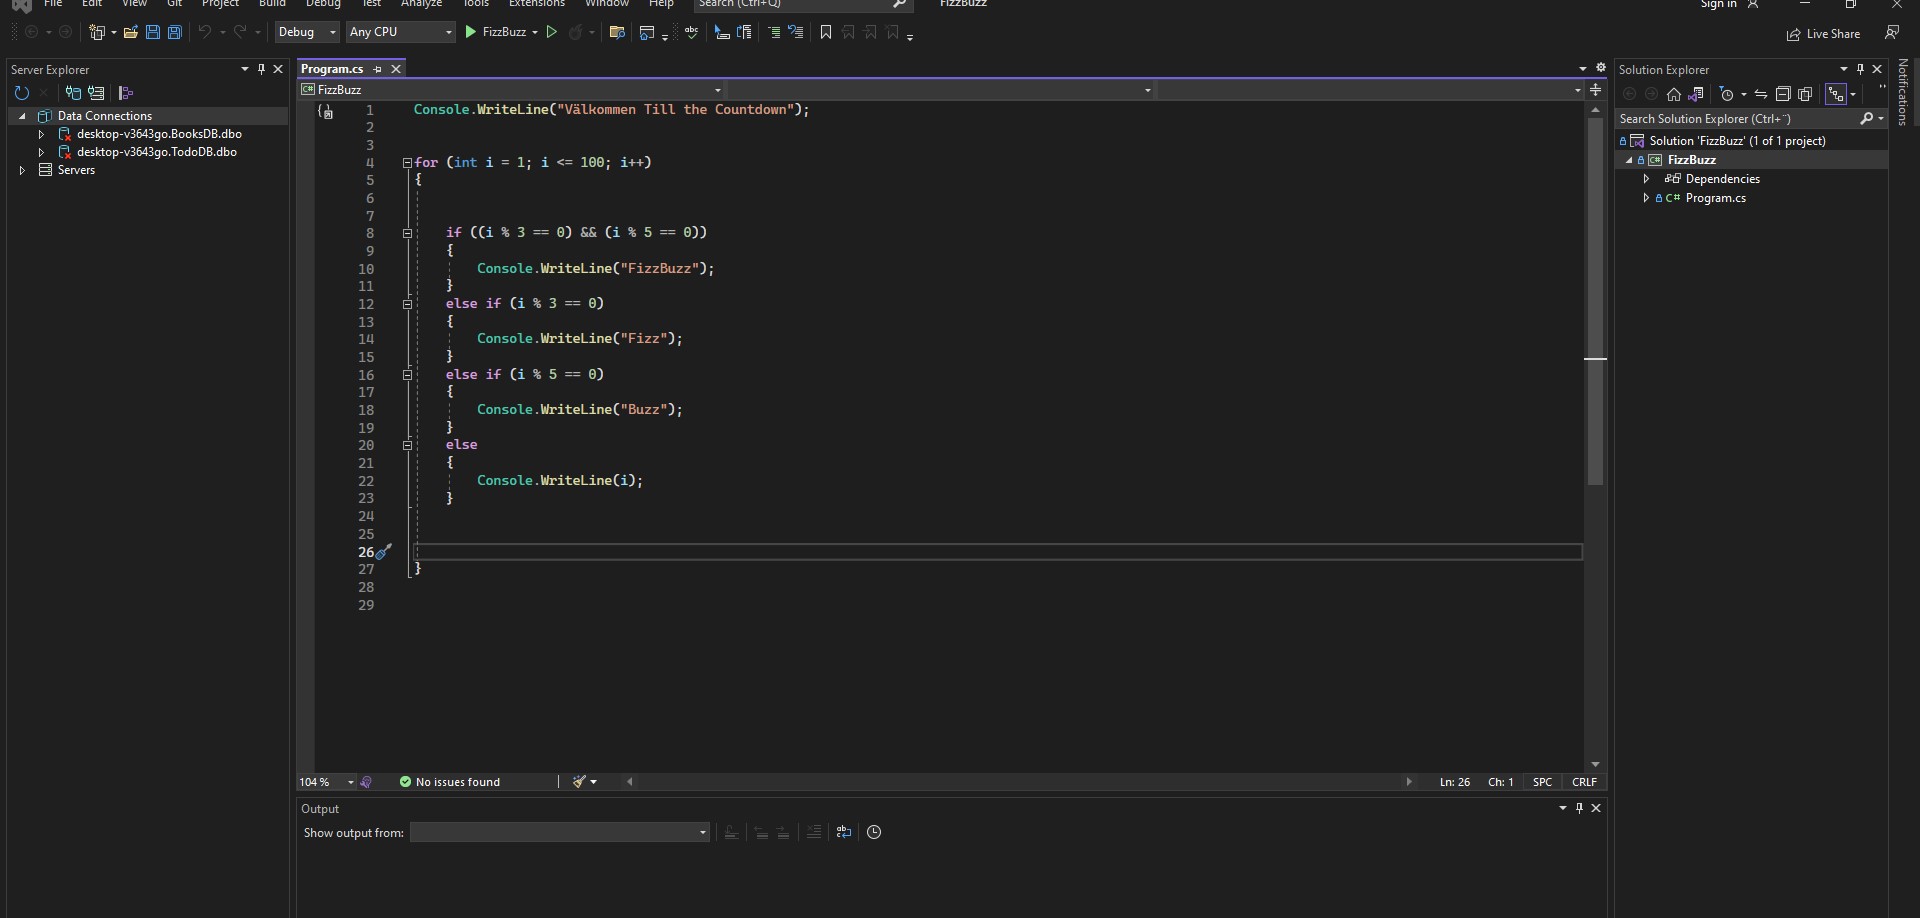 File Edit View Git Project Build Debug Test Analyze Tools Extensions Window Help Search (Ctrl+Q) FizzBuzz Sign in
Debug Any CPU FizzBuzz Live Share
Server Explorer
Data Connections
desktop-v3643go.BooksDB.dbo
desktop-v3643go.TodoDB.dbo
Servers
Program.cs
C# FizzBuzz
1 Console.WriteLine("Välkommen Till the Countdown");
2
3
4 for (int i = 1; i <= 100; i++)
5 {
6
7
8 if ((i % 3 == 0) && (i % 5 == 0))
9 {
10 Console.WriteLine("FizzBuzz");
11 }
12 else if (i % 3 == 0)
13 {
14 Console.WriteLine("Fizz");
15 }
16 else if (i % 5 == 0)
17 {
18 Console.WriteLine("Buzz");
19 }
20 else
21 {
22 Console.WriteLine(i);
23 }
24
25
26
27 }
28
29
104 % No issues found Ln: 26 Ch: 1 SPC CRLF
Output
Show output from:
Solution Explorer
Search Solution Explorer (Ctrl+¨)
Solution 'FizzBuzz' (1 of 1 project)
C# FizzBuzz
Dependencies
C# Program.cs
Notifications